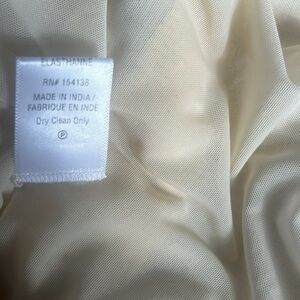 ELASTHANNE
RN# 154138
MADE IN INDIA /
FABRIQUE EN INDE
Dry Clean Only
P